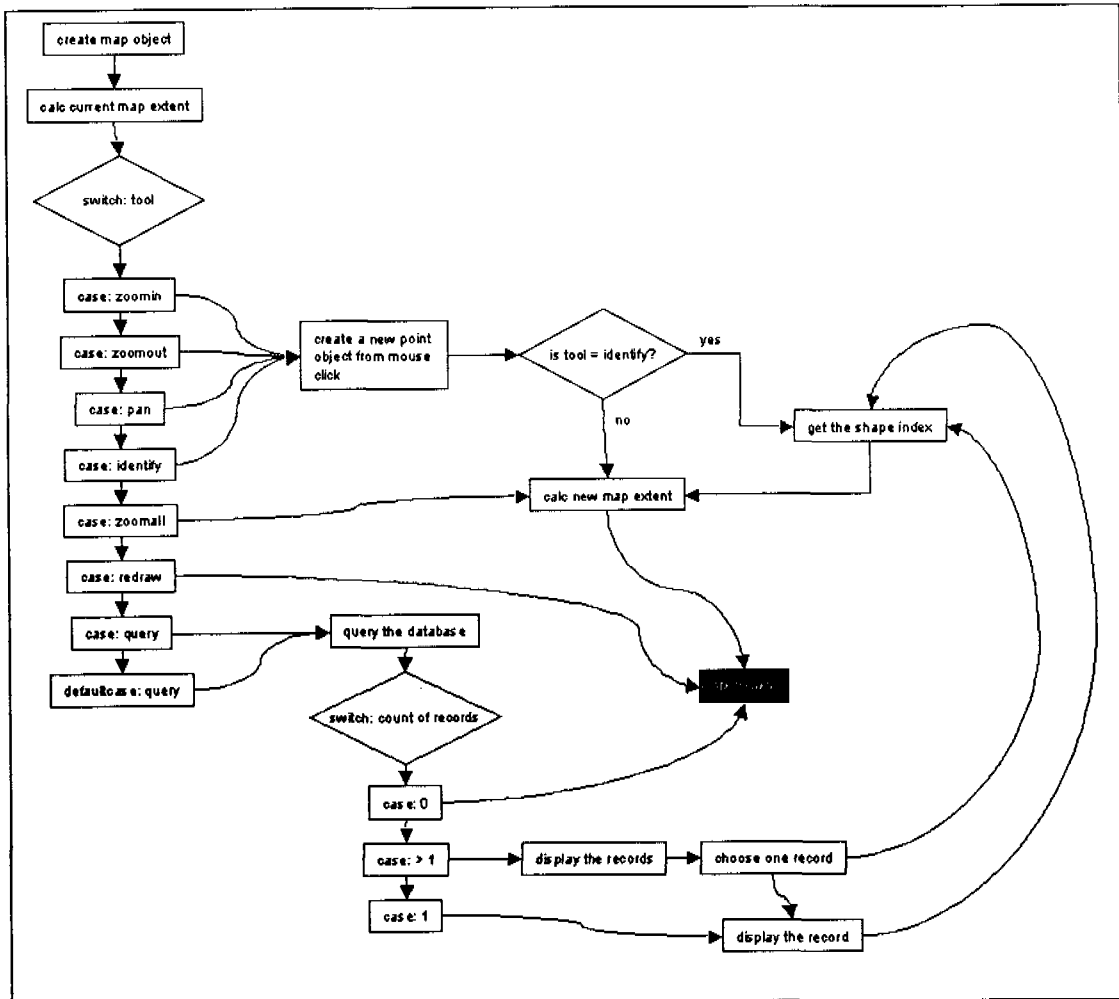 create map object
calc current map extent
switch: tool
case: zoomin
case: zoomout
case: pan
case: identify
case: zoomall
case: redraw
case: query
defaultcase: query
create a new point
object from mouse
click
is tool = identify?
yes
no
get the shape index
calc new map extent
query the database
switch: count of records
case: 0
case: > 1
display the records
choose one record
case: 1
display the record